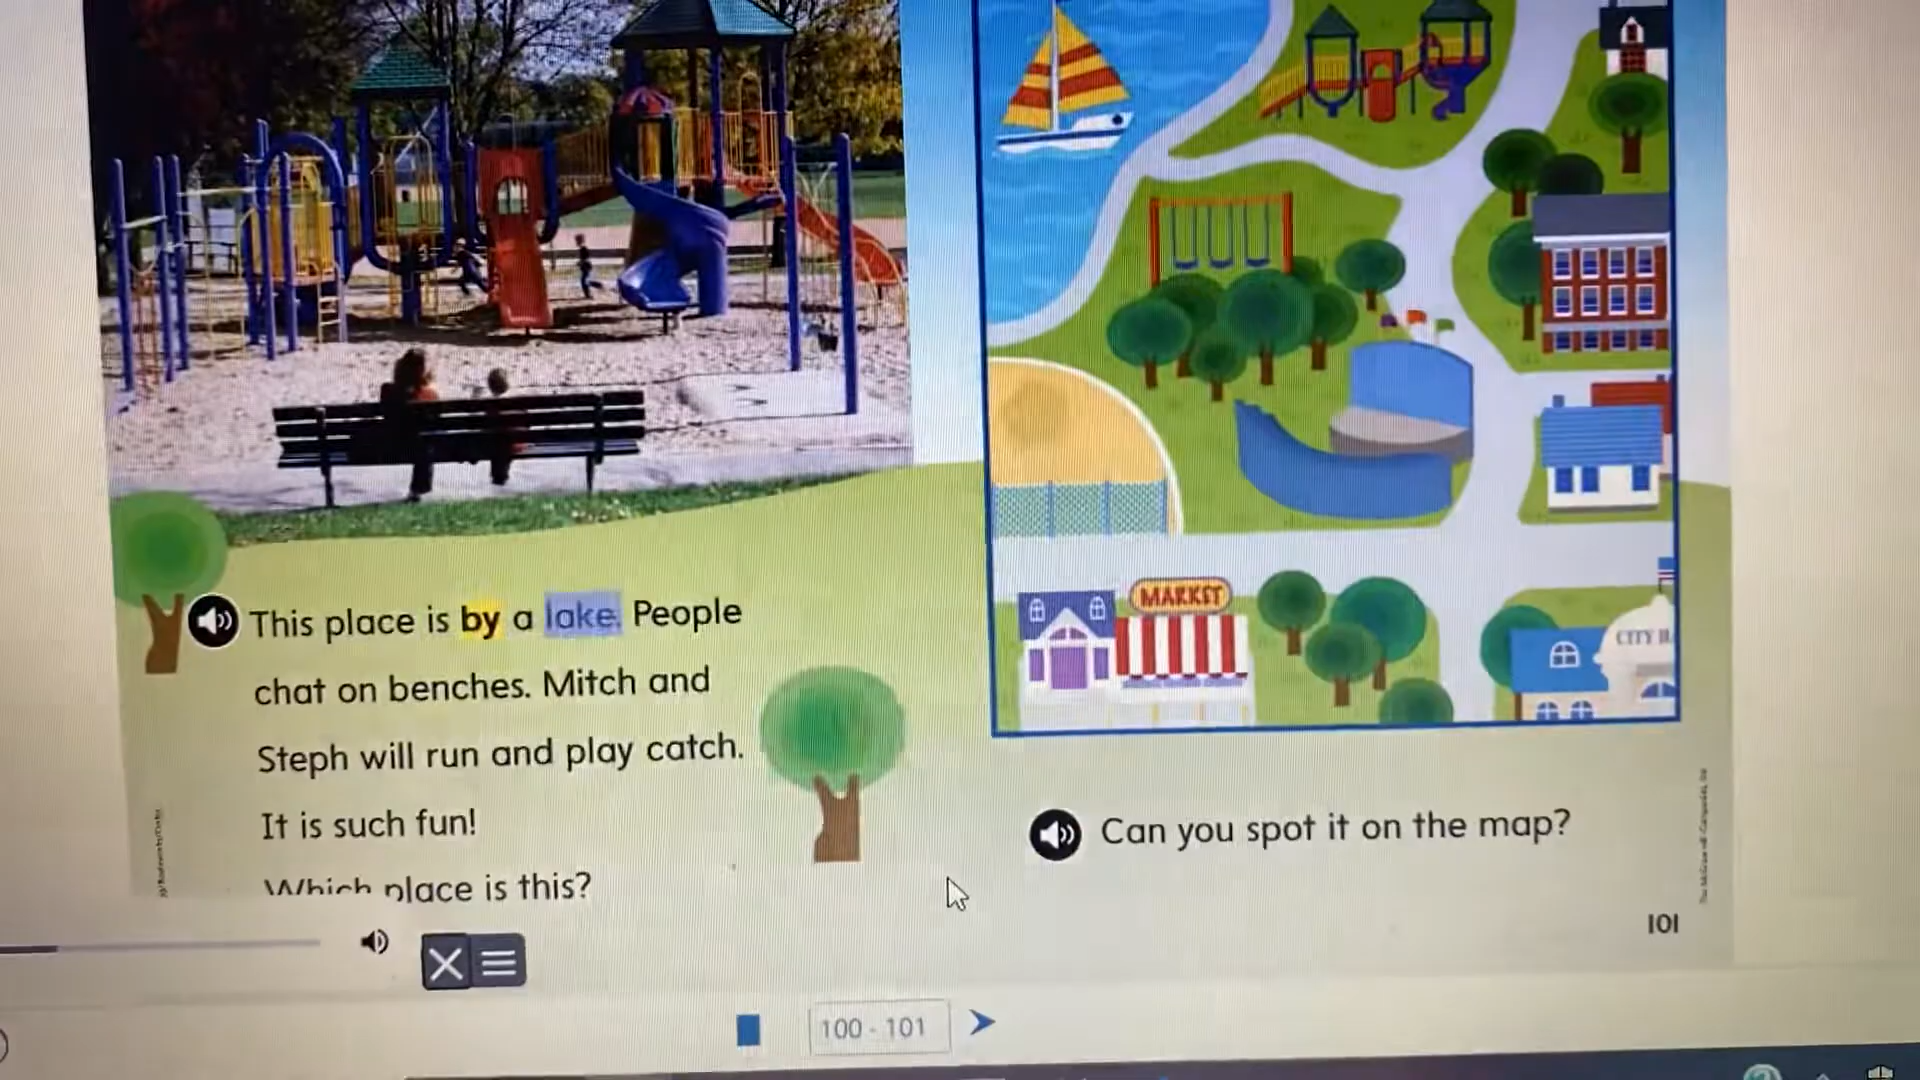 This place is by a lake. People
chat on benches. Mitch and
Steph will run and play catch.
It is such fun!
Which place is this?
MARKET
CITY
Can you spot it on the map?
101
100 - 101